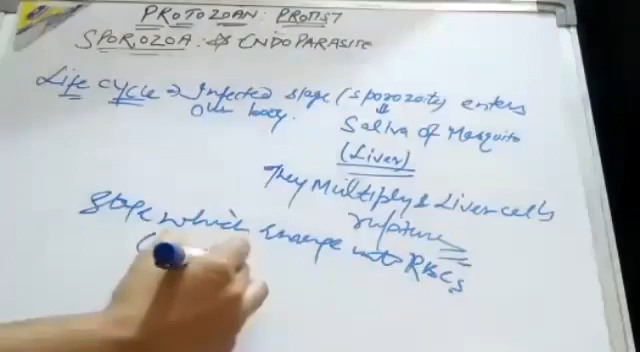 PROTOZOAN: PROTIST
SPOROZOA: ENDOPARASITE
Life cycle Infected stage (sporozoite) enters
Our body.
Saliva of Mosquito
(Liver)
They Multiply & Liver cells
rupture
Stage which change into RBCs
(